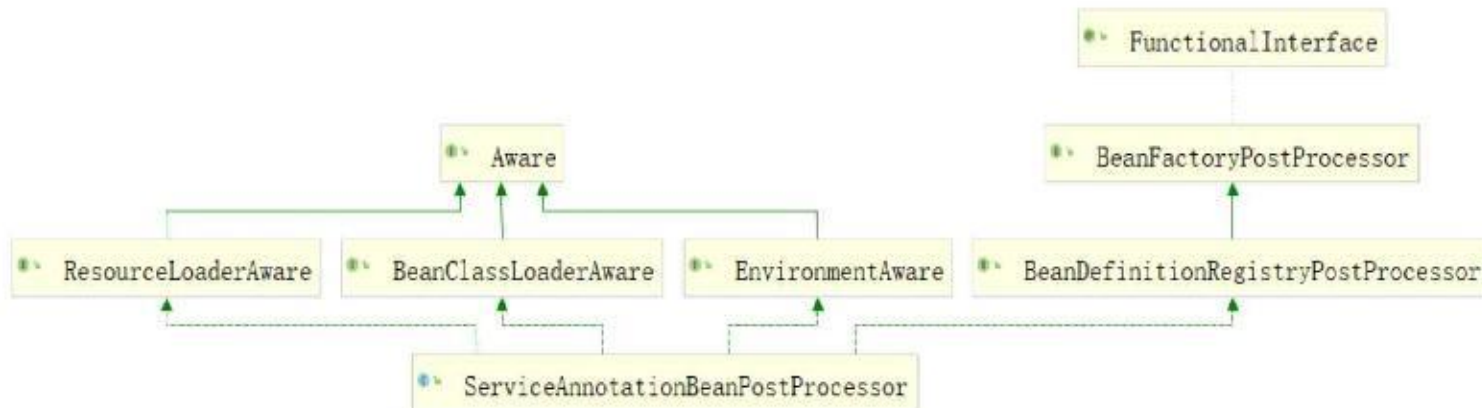 FunctionalInterface
Aware
BeanFactoryPostProcessor
ResourceLoaderAware
BeanClassLoaderAware
EnvironmentAware
BeanDefinitionRegistryPostProcessor
ServiceAnnotationBeanPostProcessor